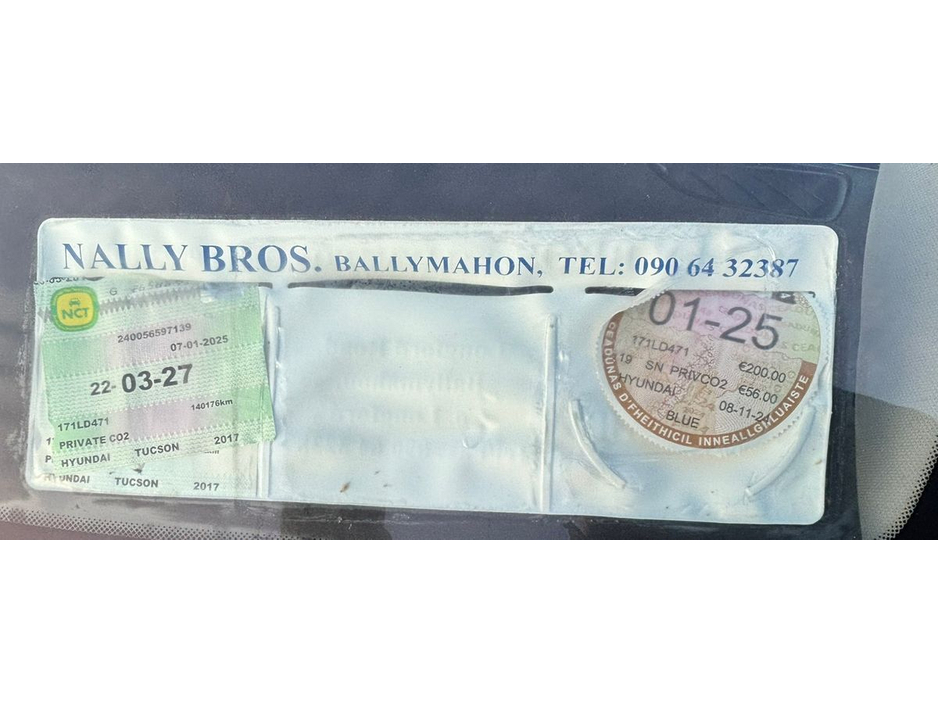 NALLY BROS. BALLYMAHON, TEL: 090 64 32387
NCT
240056597139
07-01-2025
22-03-27
140176km
171LD471
PRIVATE CO2
HYUNDAI TUCSON 2017
HYUNDAI TUCSON 2017
01-25
171LD471
19 SN PRIVCO2 €200.00
HYUNDAI €56.00
BLUE 08-11-24
CEADÚNAS D'FHEITHICIL INNEALLGHLUAISTE